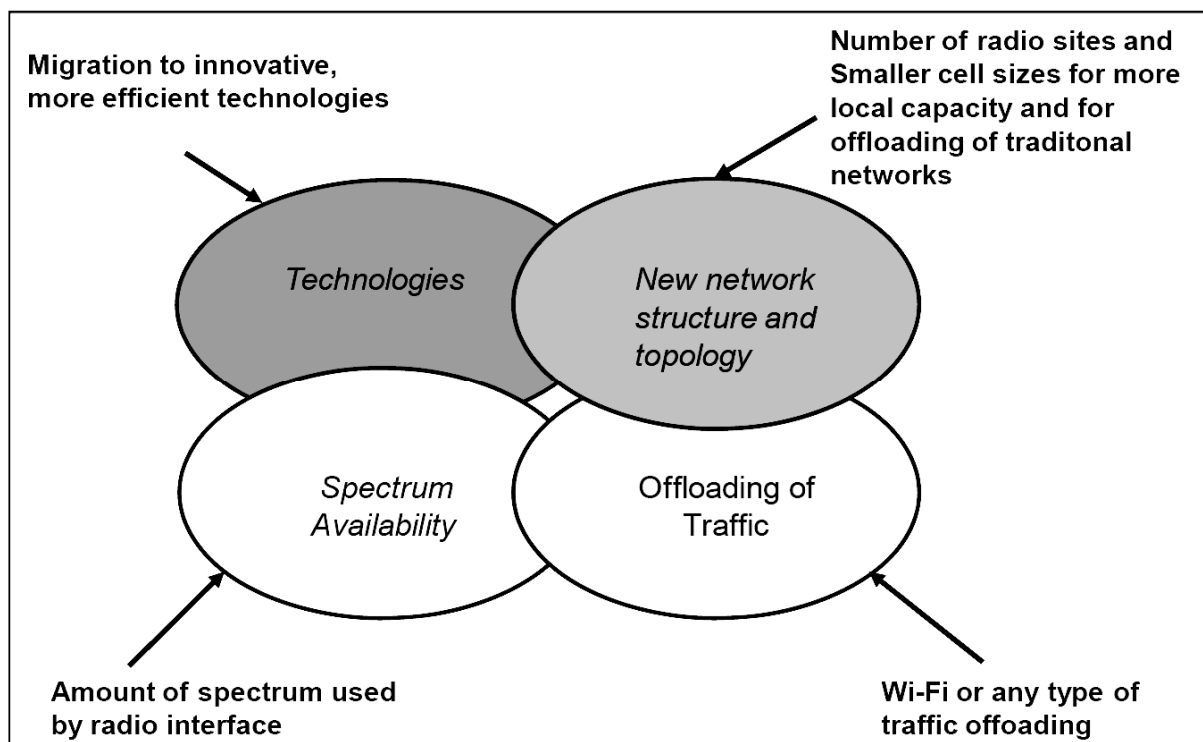 Migration to innovative,
more efficient technologies
Number of radio sites and
Smaller cell sizes for more
local capacity and for
offloading of traditonal
networks
Technologies
New network
structure and
topology
Spectrum
Availability
Offloading of
Traffic
Amount of spectrum used
by radio interface
Wi-Fi or any type of
traffic offoading